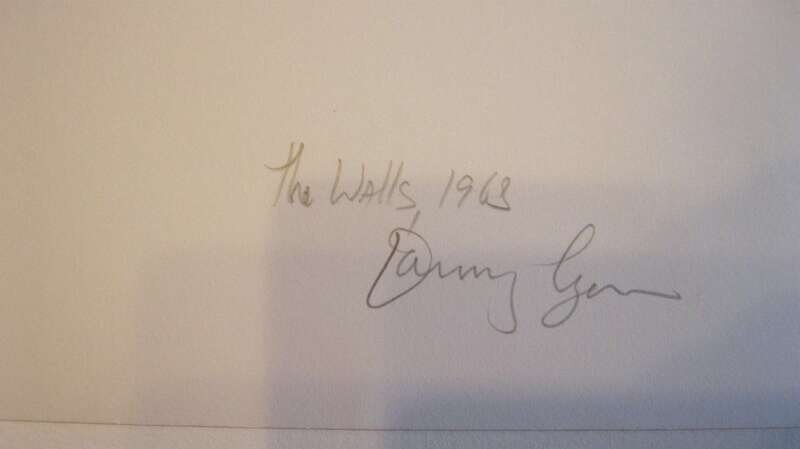 The Walls, 1968
Danny Lyon